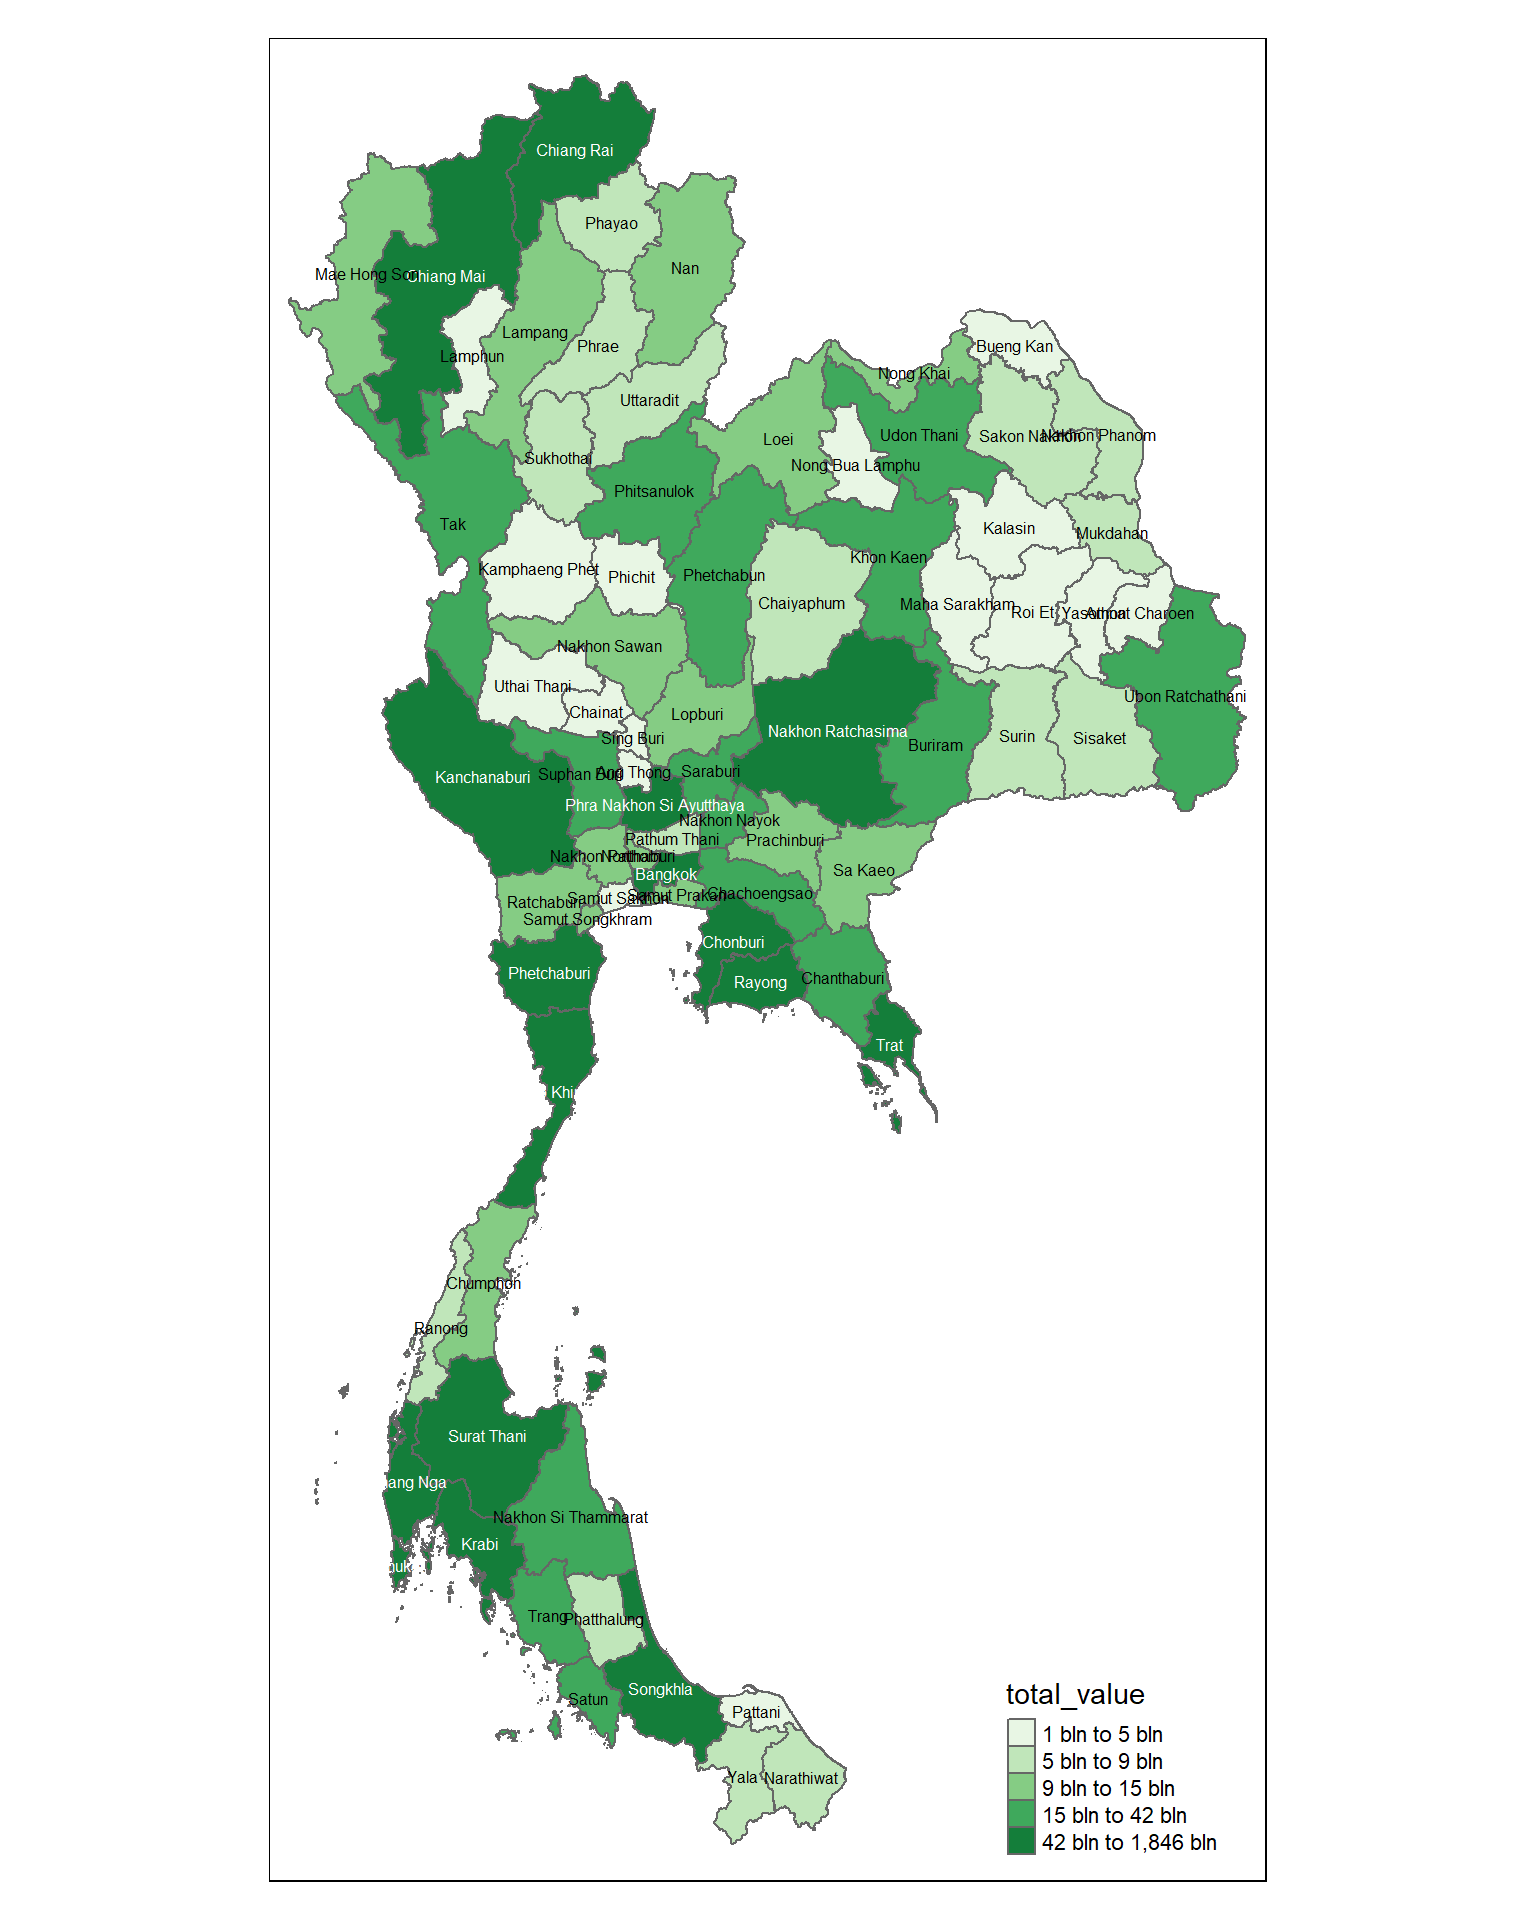 Chiang Rai
Phayao
Nan
Mae Hong Son
Chiang Mai
Lampang
Lamphun
Phrae
Bueng Kan
Nong Khai
Uttaradit
Loei
Udon Thani
Sakon Nakhon
Nakhon Phanom
Sukhothai
Nong Bua Lamphu
Phitsanulok
Tak
Kalasin
Mukdahan
Khon Kaen
Kamphaeng Phet
Phichit
Phetchabun
Chaiyaphum
Maha Sarakham
Roi Et
Yasothon
Amnat Charoen
Nakhon Sawan
Uthai Thani
Ubon Ratchathani
Chainat
Lopburi
Nakhon Ratchasima
Surin
Sisaket
Sing Buri
Buriram
Kanchanaburi
Suphan Buri
Ang Thong
Saraburi
Phra Nakhon Si Ayutthaya
Nakhon Nayok
Pathum Thani
Prachinburi
Nakhon Pathom
Nonthaburi
Bangkok
Sa Kaeo
Samut Sakhon
Samut Prakan
Chachoengsao
Ratchaburi
Samut Songkhram
Chonburi
Phetchaburi
Rayong
Chanthaburi
Trat
Khi
Chumphon
Ranong
Surat Thani
ang Nga
Nakhon Si Thammarat
Krabi
huk
Trang
Phatthalung
Songkhla
Satun
Pattani
Yala
Narathiwat
total_value
1 bln to 5 bln
5 bln to 9 bln
9 bln to 15 bln
15 bln to 42 bln
42 bln to 1,846 bln